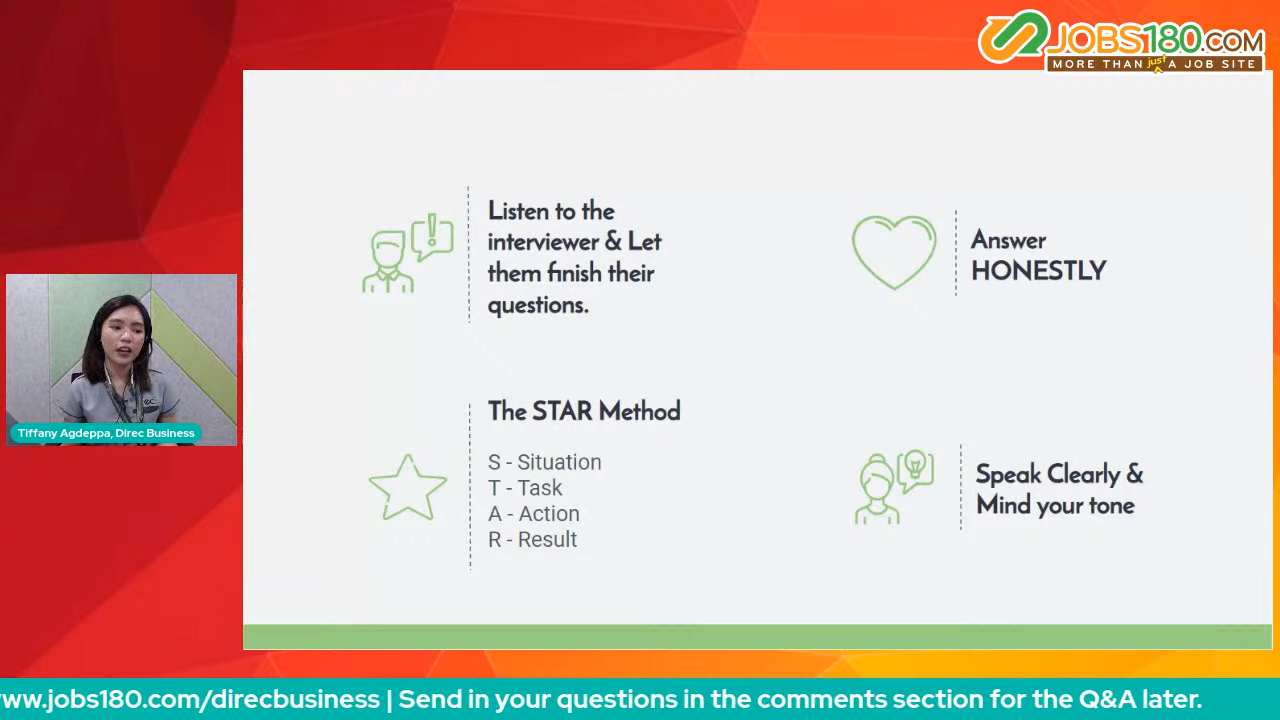 JOBS180.COM
MORE THAN just A JOB SITE
Listen to the
interviewer & Let
them finish their
questions.
Answer
HONESTLY
The STAR Method
S - Situation
T - Task
A - Action
R - Result
Speak Clearly &
Mind your tone
Tiffany Agdeppa, Direc Business
ww.jobs180.com/direcbusiness | Send in your questions in the comments section for the Q&A later.